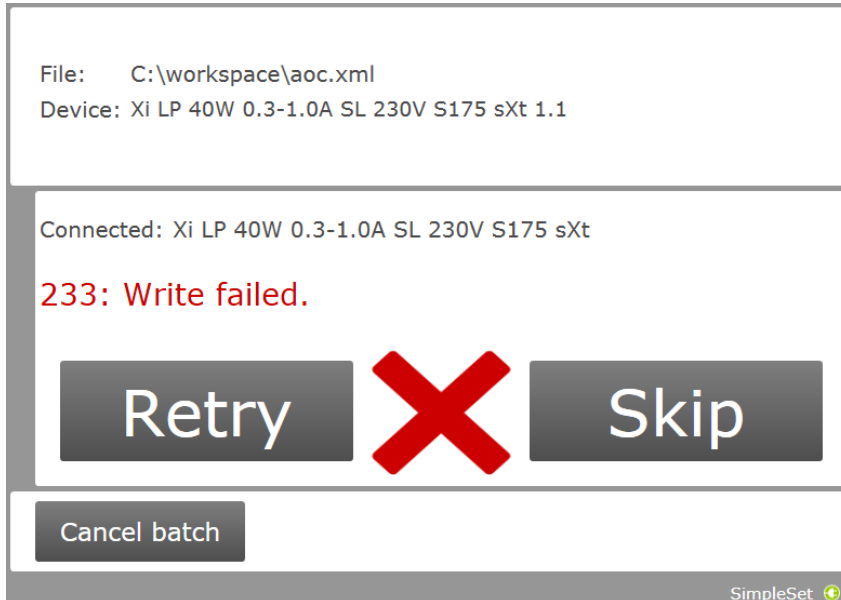 File: C:\workspace\aoc.xml
Device: Xi LP 40W 0.3-1.0A SL 230V S175 sXt 1.1
Connected: Xi LP 40W 0.3-1.0A SL 230V S175 sXt
233: Write failed.
Retry Skip
Cancel batch
SimpleSet